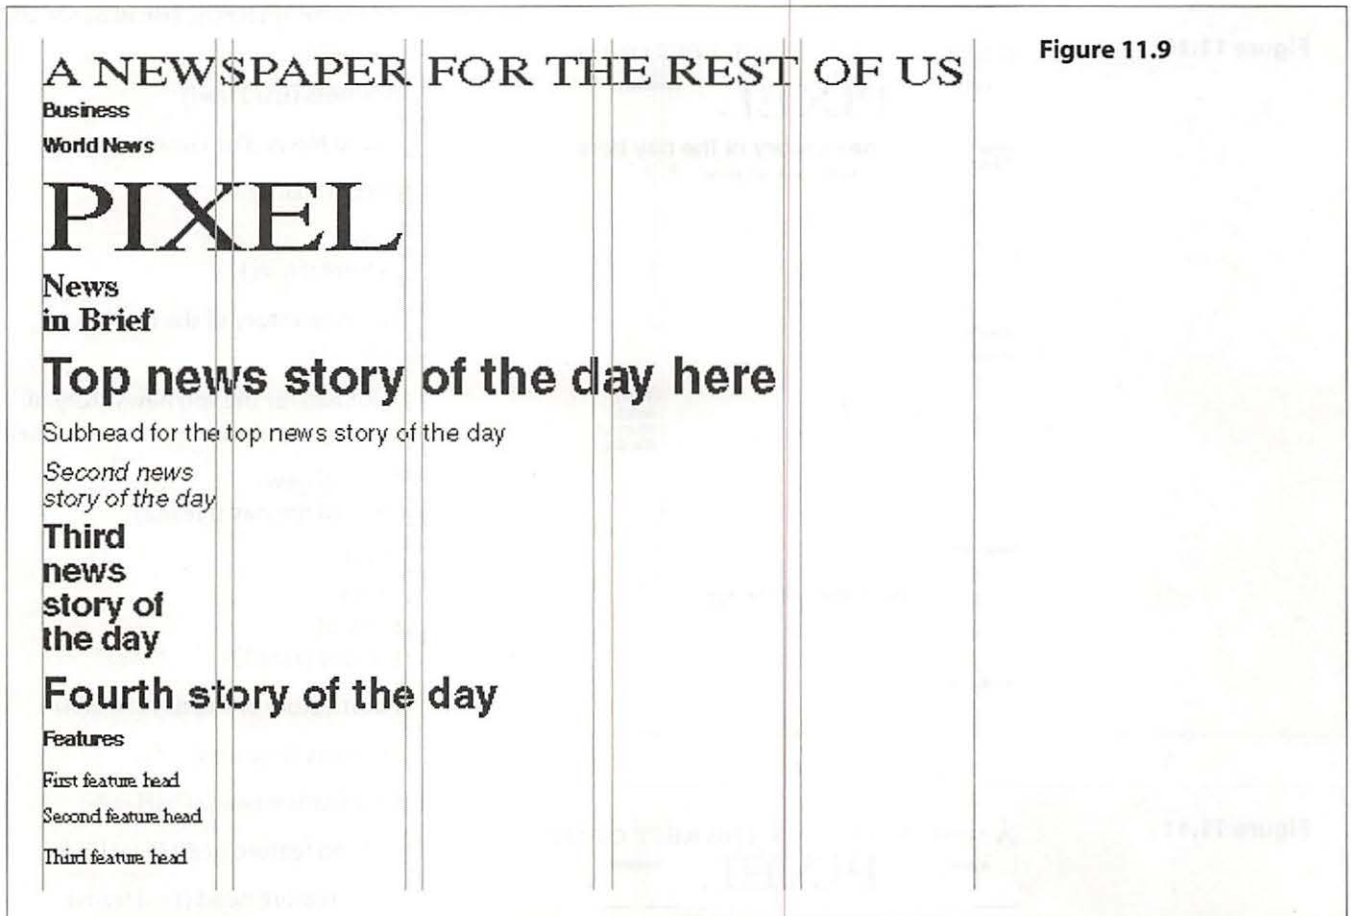 Figure 11.9
A NEWSPAPER FOR THE REST OF US
Business
World News
PIXEL
News
in Brief
Top news story of the day here
Subhead for the top news story of the day
Second news
story of the day
Third
news
story of
the day
Fourth story of the day
Features
First feature head
Second feature head
Third feature head